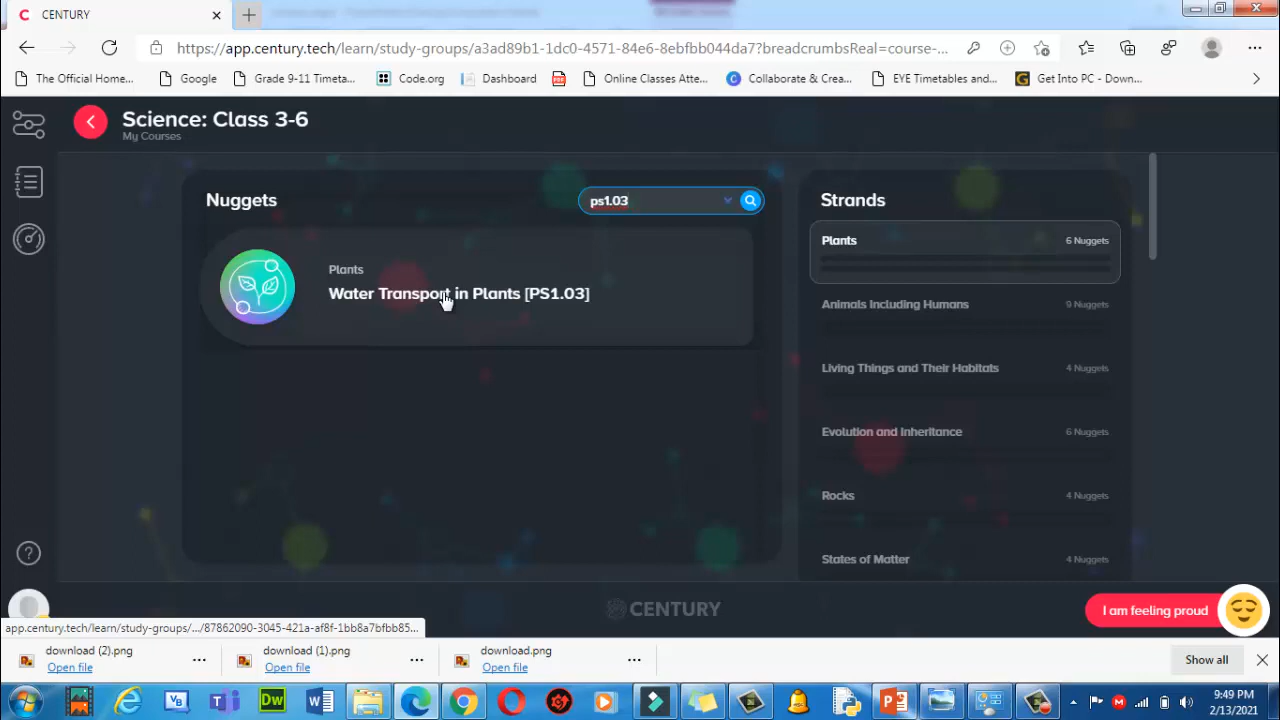 CENTURY
https://app.century.tech/learn/study-groups/a3ad89b1-1dc0-4571-84e6-8ebfbb044da7?breadcrumbsReal=course-...
The Official Home...
Google
Grade 9-11 Timeta...
Code.org
Dashboard
Online Classes Atte...
Collaborate & Crea...
EYE Timetables and...
Get Into PC - Down...
Science: Class 3-6
My Courses
Nuggets
ps1.03
Plants
Water Transport in Plants [PS1.03]
Strands
Plants 6 Nuggets
Animals Including Humans 9 Nuggets
Living Things and Their Habitats 4 Nuggets
Evolution and Inheritance 6 Nuggets
Rocks 4 Nuggets
States of Matter 4 Nuggets
CENTURY
I am feeling proud
app.century.tech/learn/study-groups/.../87862090-3045-421a-af8f-1bb8a7bfbb85...
download (2).png
Open file
download (1).png
Open file
download.png
Open file
Show all
9:49 PM
2/13/2021